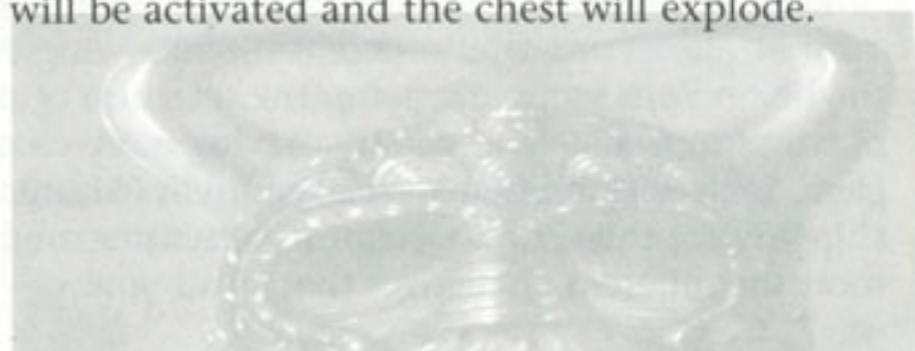 will be activated and the chest will explode.